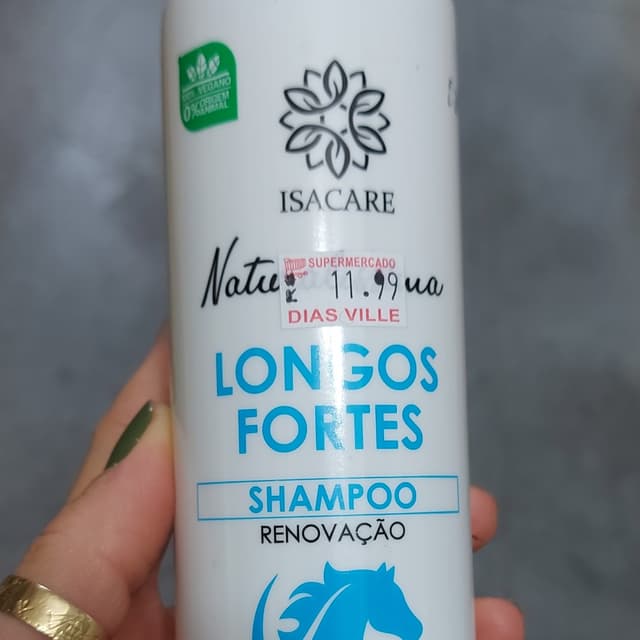 100% VEGANO
0% ORIGEM
ANIMAL
ISACARE
SUPERMERCADO
R$ 11.99
DIAS VILLE
LONGOS
FORTES
SHAMPOO
RENOVAÇÃO